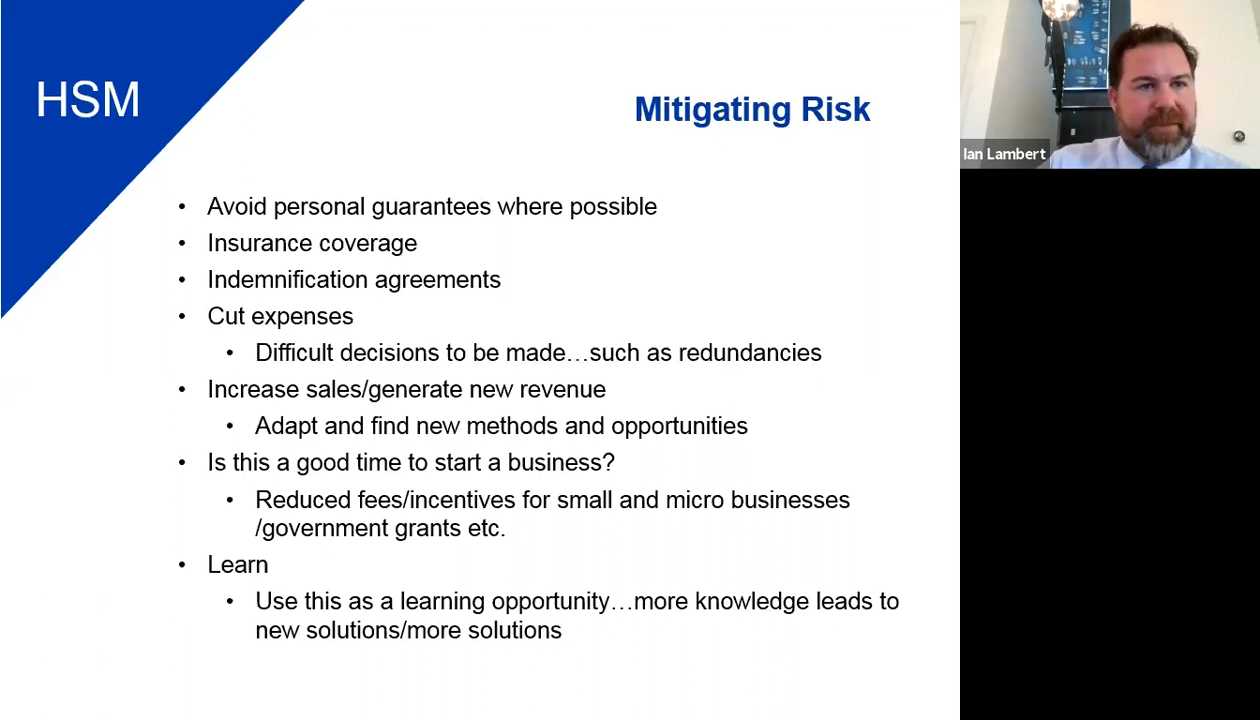 HSM
Mitigating Risk
Ian Lambert
• Avoid personal guarantees where possible
• Insurance coverage
• Indemnification agreements
• Cut expenses
• Difficult decisions to be made…such as redundancies
• Increase sales/generate new revenue
• Adapt and find new methods and opportunities
• Is this a good time to start a business?
• Reduced fees/incentives for small and micro businesses
/government grants etc.
• Learn
• Use this as a learning opportunity…more knowledge leads to
new solutions/more solutions